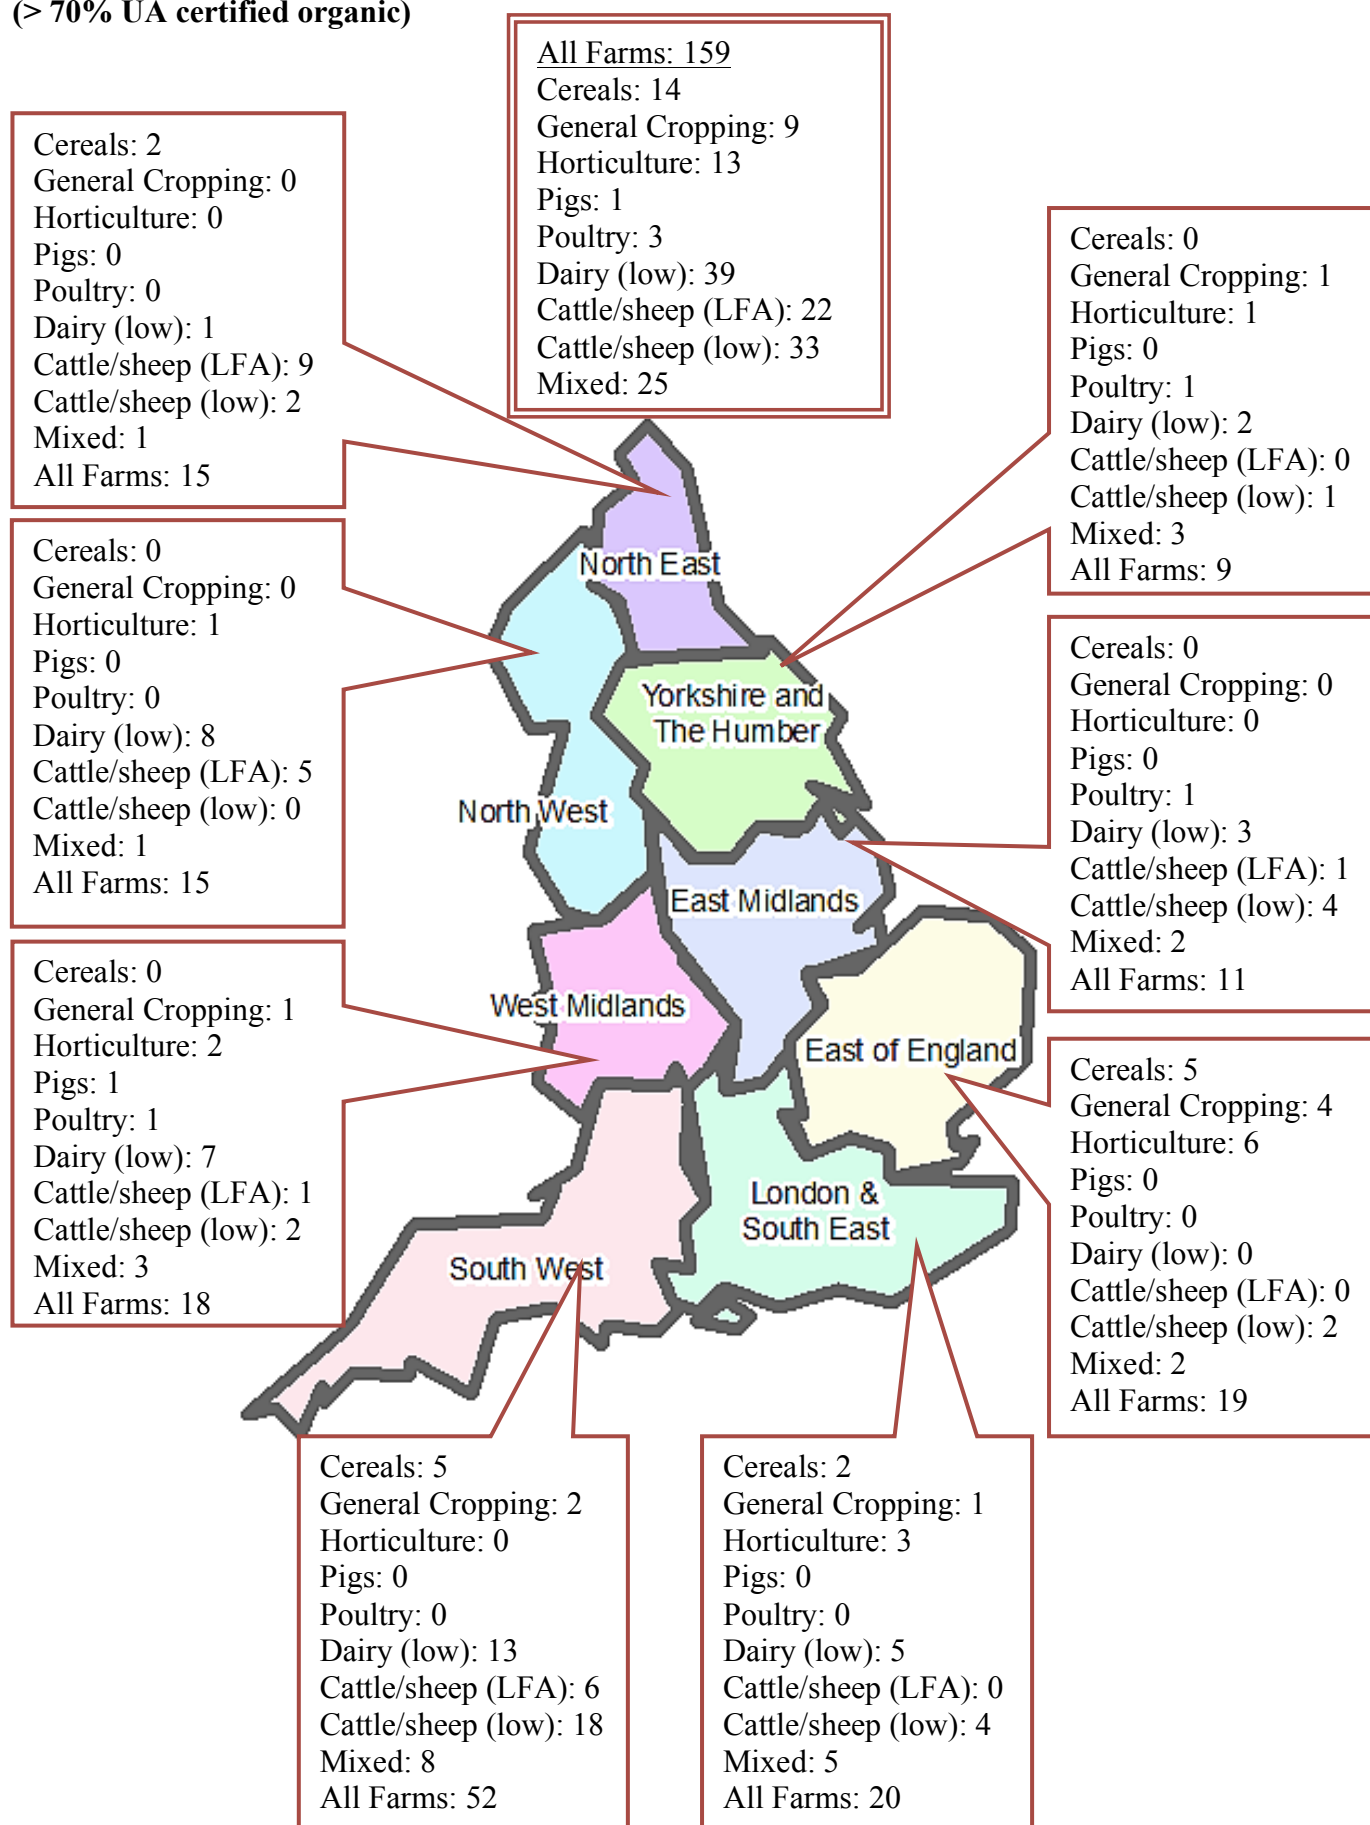 (> 70% UA certified organic)
All Farms: 159
Cereals: 14
General Cropping: 9
Horticulture: 13
Pigs: 1
Poultry: 3
Dairy (low): 39
Cattle/sheep (LFA): 22
Cattle/sheep (low): 33
Mixed: 25
Cereals: 2
General Cropping: 0
Horticulture: 0
Pigs: 0
Poultry: 0
Dairy (low): 1
Cattle/sheep (LFA): 9
Cattle/sheep (low): 2
Mixed: 1
All Farms: 15
Cereals: 0
General Cropping: 1
Horticulture: 1
Pigs: 0
Poultry: 1
Dairy (low): 2
Cattle/sheep (LFA): 0
Cattle/sheep (low): 1
Mixed: 3
All Farms: 9
Cereals: 0
General Cropping: 0
Horticulture: 1
Pigs: 0
Poultry: 0
Dairy (low): 8
Cattle/sheep (LFA): 5
Cattle/sheep (low): 0
Mixed: 1
All Farms: 15
North East
Yorkshire and
The Humber
North West
East Midlands
West Midlands
East of England
London &
South East
South West
Cereals: 0
General Cropping: 0
Horticulture: 0
Pigs: 0
Poultry: 1
Dairy (low): 3
Cattle/sheep (LFA): 1
Cattle/sheep (low): 4
Mixed: 2
All Farms: 11
Cereals: 0
General Cropping: 1
Horticulture: 2
Pigs: 1
Poultry: 1
Dairy (low): 7
Cattle/sheep (LFA): 1
Cattle/sheep (low): 2
Mixed: 3
All Farms: 18
Cereals: 5
General Cropping: 4
Horticulture: 6
Pigs: 0
Poultry: 0
Dairy (low): 0
Cattle/sheep (LFA): 0
Cattle/sheep (low): 2
Mixed: 2
All Farms: 19
Cereals: 5
General Cropping: 2
Horticulture: 0
Pigs: 0
Poultry: 0
Dairy (low): 13
Cattle/sheep (LFA): 6
Cattle/sheep (low): 18
Mixed: 8
All Farms: 52
Cereals: 2
General Cropping: 1
Horticulture: 3
Pigs: 0
Poultry: 0
Dairy (low): 5
Cattle/sheep (LFA): 0
Cattle/sheep (low): 4
Mixed: 5
All Farms: 20